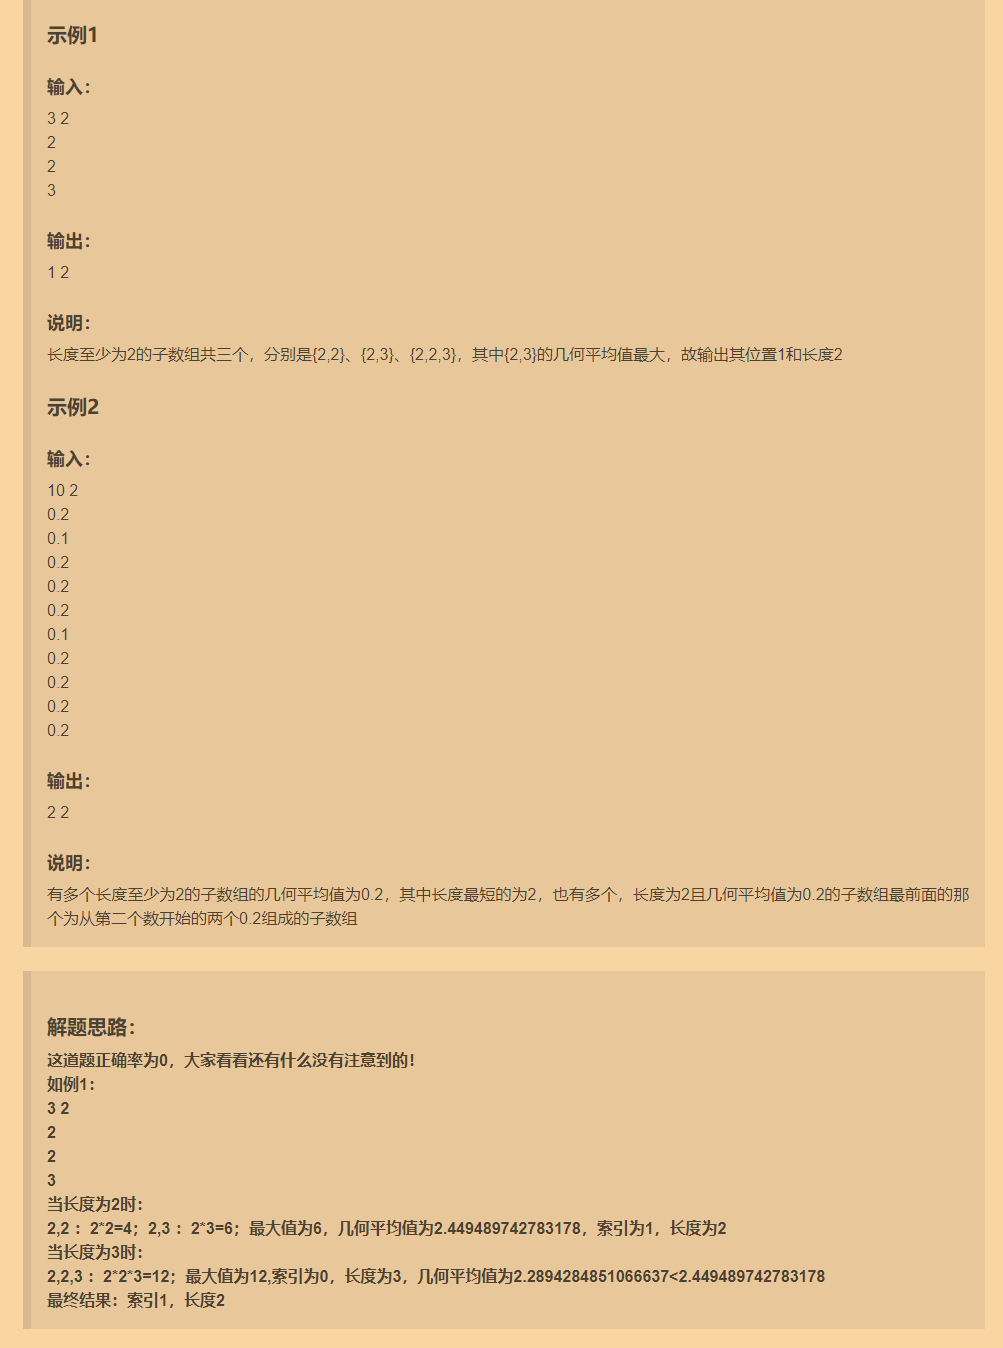 示例1
输入：
3 2
2
2
3
输出：
1 2
说明：
长度至少为2的子数组共三个，分别是{2,2}、{2,3}、{2,2,3}，其中{2,3}的几何平均值最大，故输出其位置1和长度2
示例2
输入：
10 2
0.2
0.1
0.2
0.2
0.2
0.1
0.2
0.2
0.2
0.2
输出：
2 2
说明：
有多个长度至少为2的子数组的几何平均值为0.2，其中长度最短的为2，也有多个，长度为2且几何平均值为0.2的子数组最前面的那
个为从第二个数开始的两个0.2组成的子数组
解题思路：
这道题正确率为0，大家看看还有什么没有注意到的！
如例1：
3 2
2
2
3
当长度为2时：
2,2 ：2*2=4；2,3 ：2*3=6；最大值为6，几何平均值为2.449489742783178，索引为1，长度为2
当长度为3时：
2,2,3 ：2*2*3=12；最大值为12,索引为0，长度为3，几何平均值为2.2894284851066637<2.449489742783178
最终结果：索引1，长度2